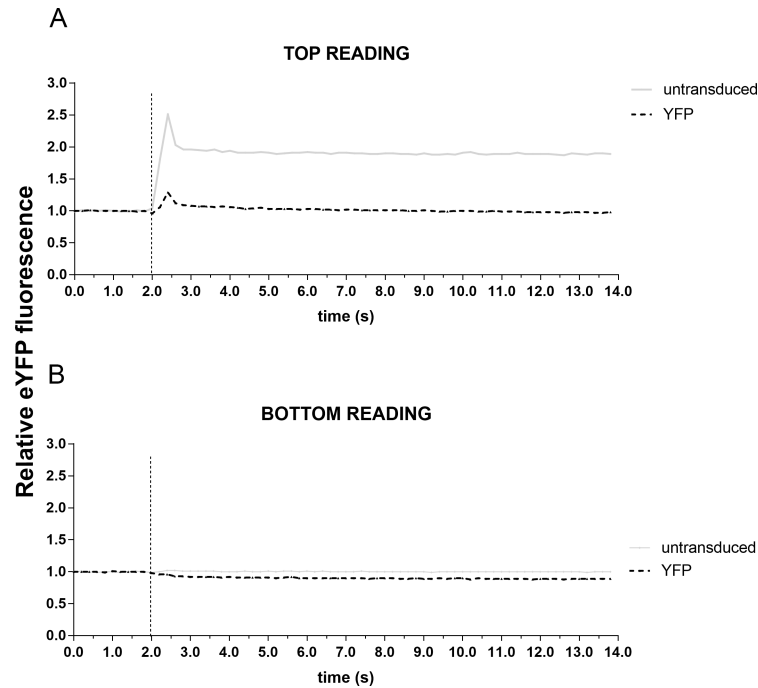 A
TOP READING
3.0
2.5
2.0
1.5
1.0
0.5
0.0
0.0 1.0 2.0 3.0 4.0 5.0 6.0 7.0 8.0 9.0 10.0 11.0 12.0 13.0 14.0
time (s)
untransduced
YFP
Relative eYFP fluorescence
B
BOTTOM READING
3.0
2.5
2.0
1.5
1.0
0.5
0.0
0.0 1.0 2.0 3.0 4.0 5.0 6.0 7.0 8.0 9.0 10.0 11.0 12.0 13.0 14.0
time (s)
untransduced
YFP